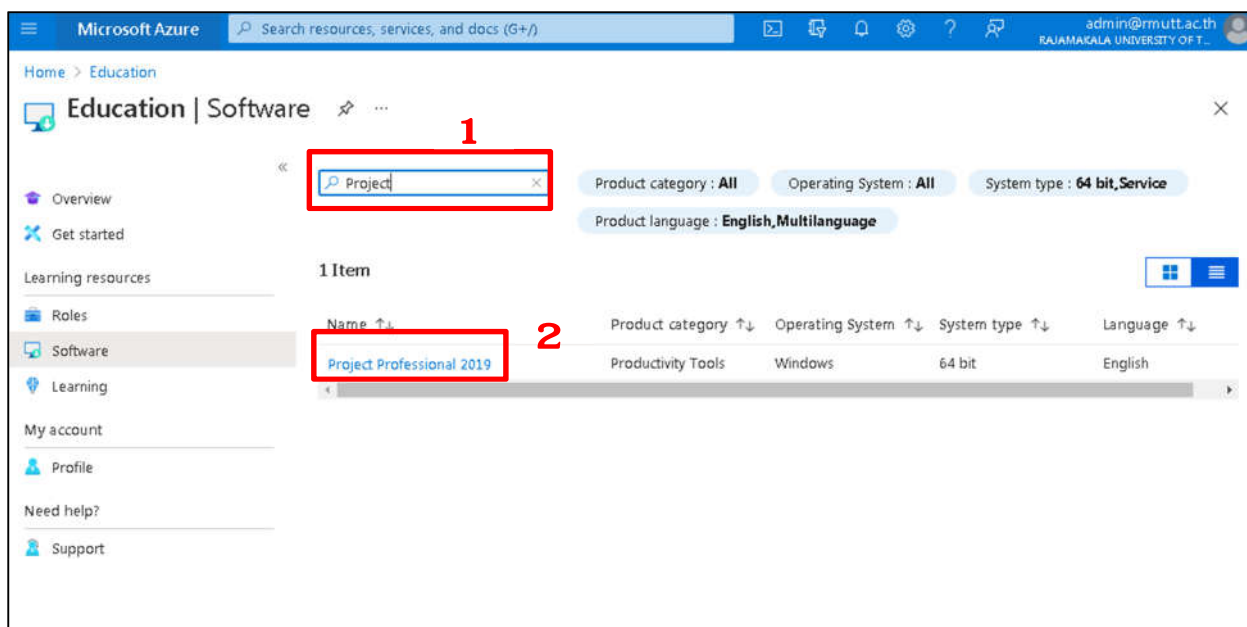 Microsoft Azure
Search resources, services, and docs (G+/)
admin@rmutt.ac.th
RAJAMAKALA UNIVERSITY OF T...
Home > Education
Education | Software
1
Project
Product category : All
Operating System : All
System type : 64 bit,Service
Product language : English,Multilanguage
Overview
Get started
Learning resources
Roles
Software
Learning
My account
Profile
Need help?
Support
1 Item
Name ↑↓ Product category ↑↓ Operating System ↑↓ System type ↑↓ Language ↑↓
2
Project Professional 2019 Productivity Tools Windows 64 bit English